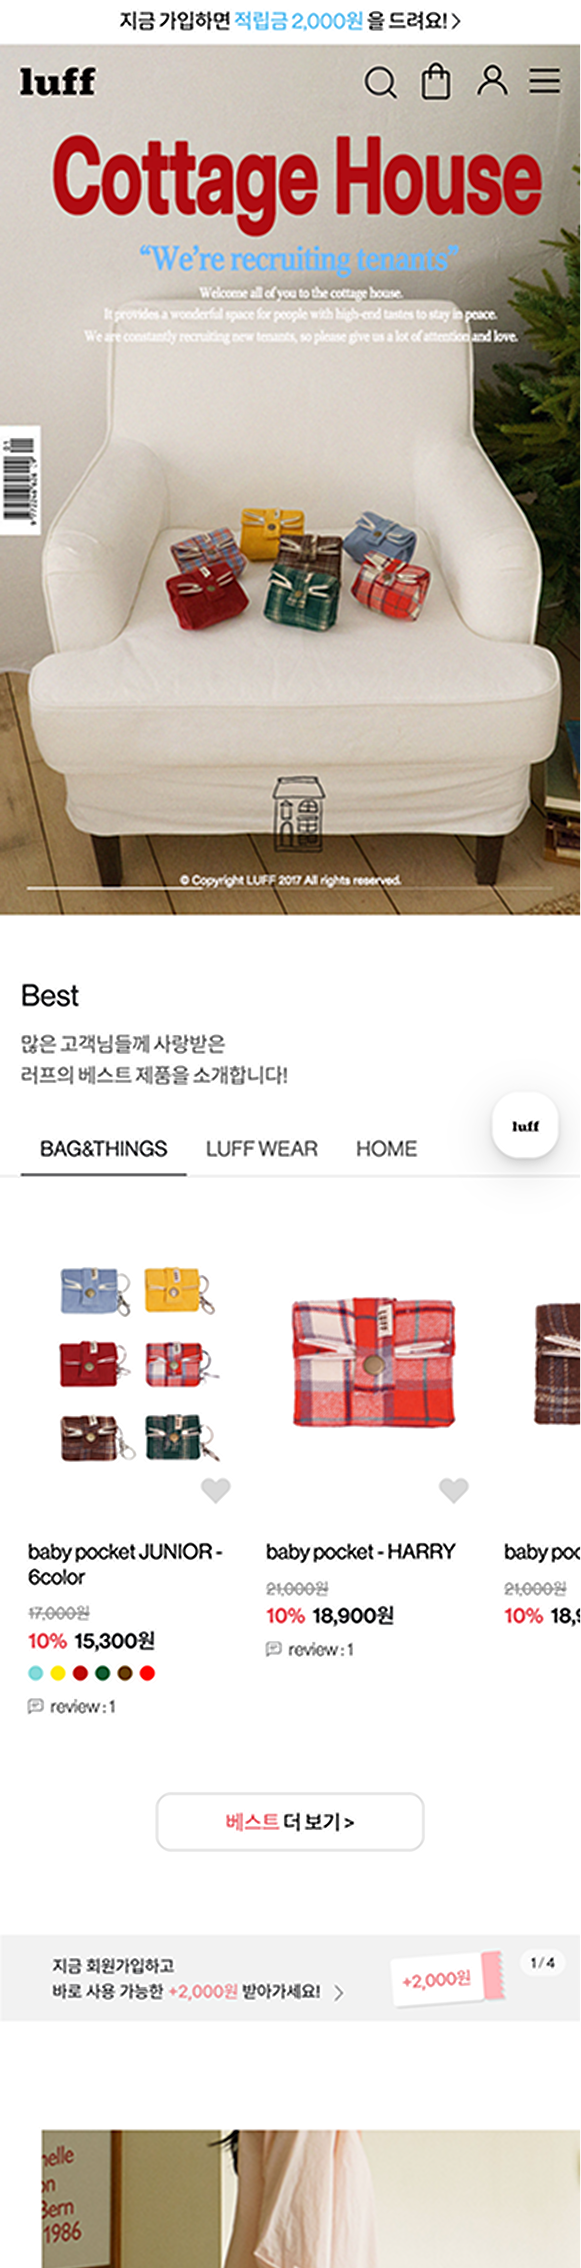 지금 가입하면 적립금 2,000원 을 드려요! >
luff
Cottage House
“We’re recruiting tenants”
Welcome all of you to the cottage house.
It provides a wonderful space for people with high-end tastes to stay in peace.
We are constantly recruiting new tenants, so please give us a lot of attention and love.
© Copyright LUFF 2017 All rights reserved.
Best
많은 고객님들께 사랑받은
러프의 베스트 제품을 소개합니다!
luff
BAG&THINGS LUFF WEAR HOME
baby pocket JUNIOR -
6color
17,000원
10% 15,300원
review : 1
baby pocket - HARRY
21,000원
10% 18,900원
review : 1
baby poc
21,000원
10% 18,9
베스트 더 보기 >
지금 회원가입하고
바로 사용 가능한 +2,000원 받아가세요! >
+2,000원
1 / 4
nelle
on
Bern
1986